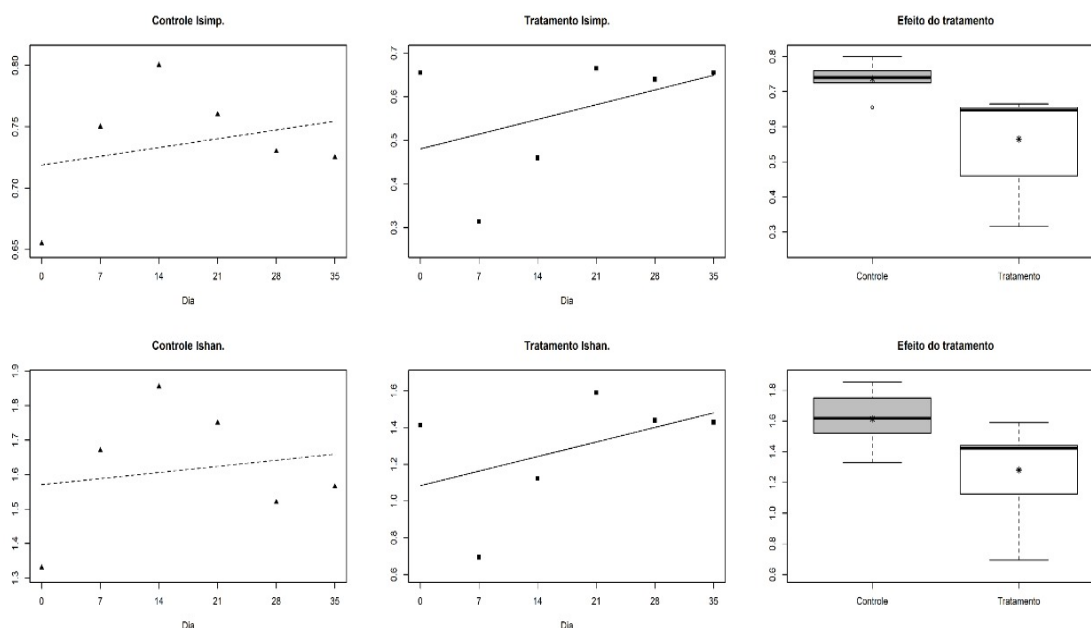 Controle Isimp.
Tratamento Isimp.
Efeito do tratamento
0.80
0.75
0.70
0.65
0 7 14 21 28 35
Dia
0.7
0.6
0.5
0.4
0.3
0 7 14 21 28 35
Dia
0.8
0.7
0.6
0.5
0.4
0.3
Controle Tratamento
Controle Ishan.
Tratamento Ishan.
Efeito do tratamento
1.9
1.8
1.7
1.6
1.5
1.4
1.3
0 7 14 21 28 35
Dia
1.6
1.4
1.2
1.0
0.8
0.6
0 7 14 21 28 35
Dia
1.8
1.6
1.4
1.2
1.0
0.8
0.6
Controle Tratamento